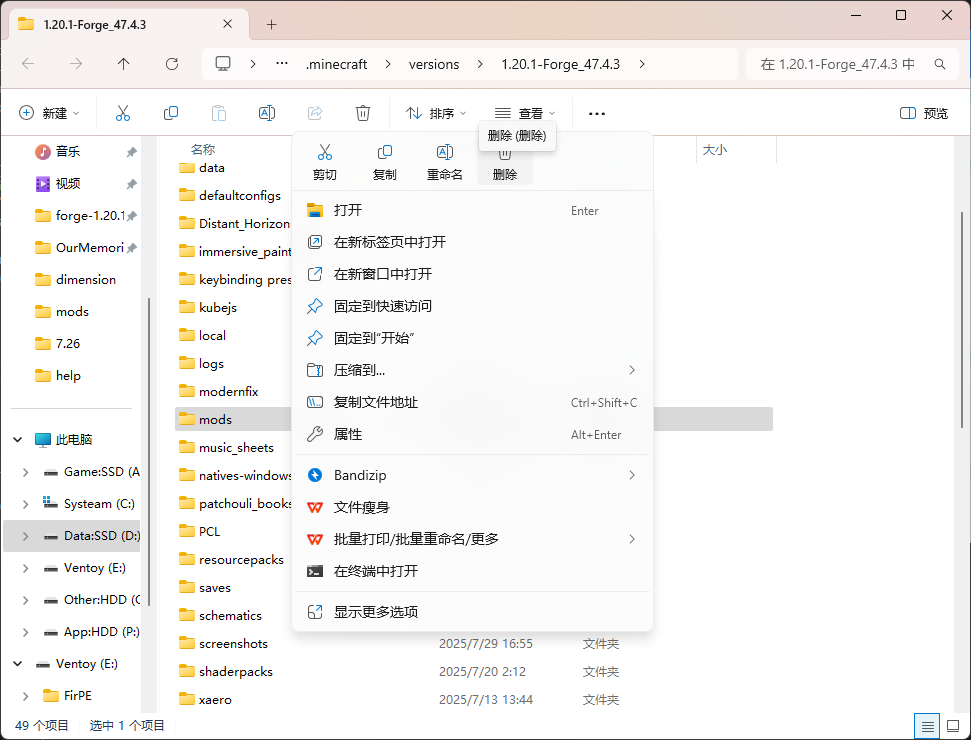 1.20.1-Forge_47.4.3
.minecraft
versions
1.20.1-Forge_47.4.3
在 1.20.1-Forge_47.4.3 中
新建
排序
查看
预览
删除 (删除)
音乐
视频
forge-1.20.1
OurMemori
dimension
mods
7.26
help
此电脑
Game:SSD (A
Systeam (C:)
Data:SSD (D:)
Ventoy (E:)
Other:HDD (
App:HDD (P:)
Ventoy (E:)
FirPE
名称
大小
data
defaultconfigs
Distant_Horizon
immersive_paint
keybinding pres
kubejs
local
logs
modernfix
mods
music_sheets
natives-windows
patchouli_books
PCL
resourcepacks
saves
schematics
screenshots 2025/7/29 16:55 文件夹
shaderpacks 2025/7/20 2:12 文件夹
xaero 2025/7/13 13:44 文件夹
剪切
复制
重命名
删除
打开 Enter
在新标签页中打开
在新窗口中打开
固定到快速访问
固定到"开始"
压缩到...
复制文件地址 Ctrl+Shift+C
属性 Alt+Enter
Bandizip
文件瘦身
批量打印/批量重命名/更多
在终端中打开
显示更多选项
49 个项目
选中 1 个项目